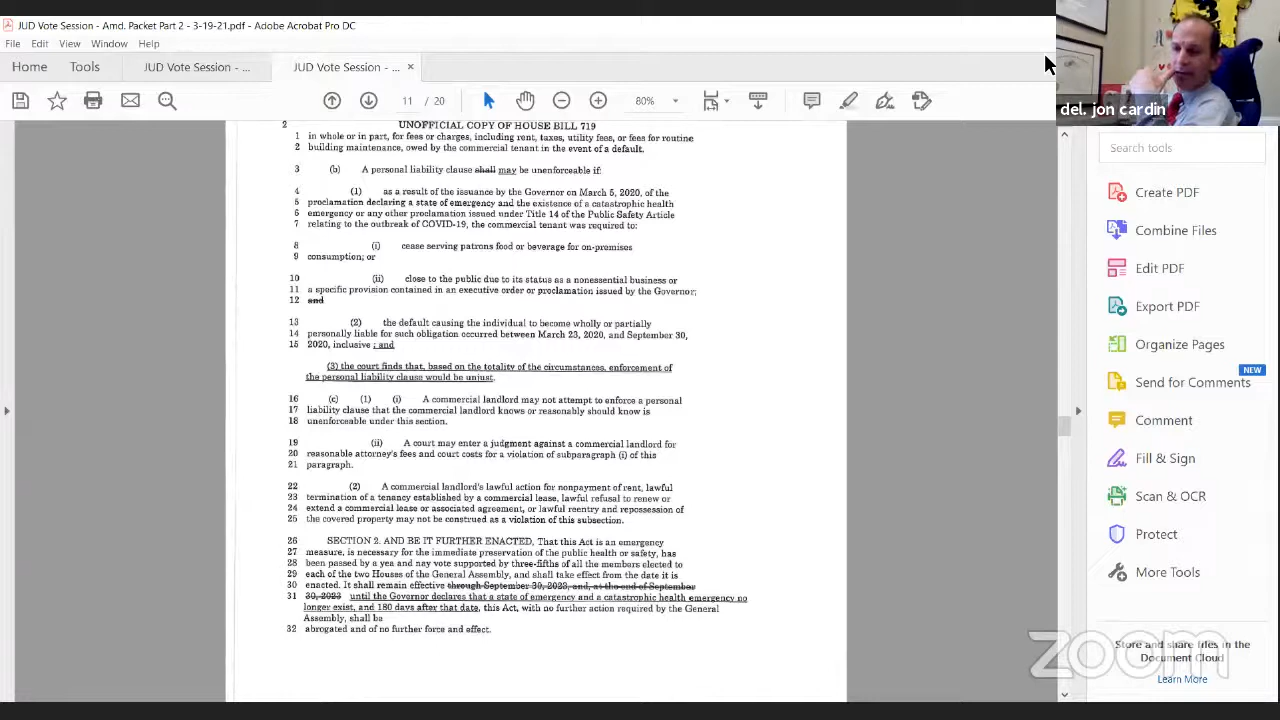 JUD Vote Session - Amd. Packet Part 2 - 3-19-21.pdf - Adobe Acrobat Pro DC
File Edit View Window Help
Home Tools JUD Vote Session - ... JUD Vote Session - ... ×
11 / 20 80%
del. jon cardin
2 UNOFFICIAL COPY OF HOUSE BILL 719
1 in whole or in part, for fees or charges, including rent, taxes, utility fees, or fees for routine
2 building maintenance, owed by the commercial tenant in the event of a default.
3 (b) A personal liability clause shall may be unenforceable if:
4 (1) as a result of the issuance by the Governor on March 5, 2020, of the
5 proclamation declaring a state of emergency and the existence of a catastrophic health
6 emergency or any other proclamation issued under Title 14 of the Public Safety Article
7 relating to the outbreak of COVID-19, the commercial tenant was required to:
8 (i) cease serving patrons food or beverage for on-premises
9 consumption; or
10 (ii) close to the public due to its status as a nonessential business or
11 a specific provision contained in an executive order or proclamation issued by the Governor;
12 and
13 (2) the default causing the individual to become wholly or partially
14 personally liable for such obligation occurred between March 23, 2020, and September 30,
15 2020, inclusive ; and
(3) the court finds that, based on the totality of the circumstances, enforcement of
the personal liability clause would be unjust.
16 (c) (1) (i) A commercial landlord may not attempt to enforce a personal
17 liability clause that the commercial landlord knows or reasonably should know is
18 unenforceable under this section.
19 (ii) A court may enter a judgment against a commercial landlord for
20 reasonable attorney's fees and court costs for a violation of subparagraph (i) of this
21 paragraph.
22 (2) A commercial landlord's lawful action for nonpayment of rent, lawful
23 termination of a tenancy established by a commercial lease, lawful refusal to renew or
24 extend a commercial lease or associated agreement, or lawful reentry and repossession of
25 the covered property may not be construed as a violation of this subsection.
26 SECTION 2. AND BE IT FURTHER ENACTED, That this Act is an emergency
27 measure, is necessary for the immediate preservation of the public health or safety, has
28 been passed by a yea and nay vote supported by three-fifths of all the members elected to
29 each of the two Houses of the General Assembly, and shall take effect from the date it is
30 enacted. It shall remain effective through September 30, 2023, and, at the end of September
31 30, 2023 until the Governor declares that a state of emergency and a catastrophic health emergency no
longer exist, and 180 days after that date, this Act, with no further action required by the General
Assembly, shall be
32 abrogated and of no further force and effect.
Search tools
Create PDF
Combine Files
Edit PDF
Export PDF
Organize Pages
NEW
Send for Comments
Comment
Fill & Sign
Scan & OCR
Protect
More Tools
Store and share files in the
Document Cloud
Learn More
zoom